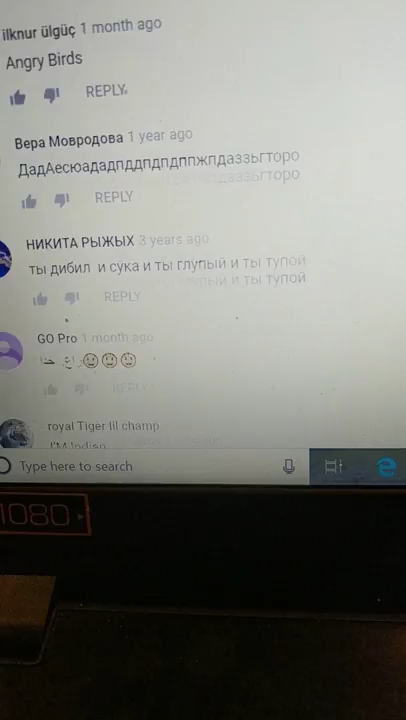 ilknur ülgüç 1 month ago
Angry Birds
REPLY
Вера Мовродова 1 year ago
ДадАесюададпддпдпдппжпдаззьгторо
REPLY
НИКИТА РЫЖЫХ 3 years ago
ты дибил и сука и ты глупый и ты тупой
REPLY
GO Pro 1 month ago
REPLY
royal Tiger lil champ
I'M Indian
Type here to search
1080